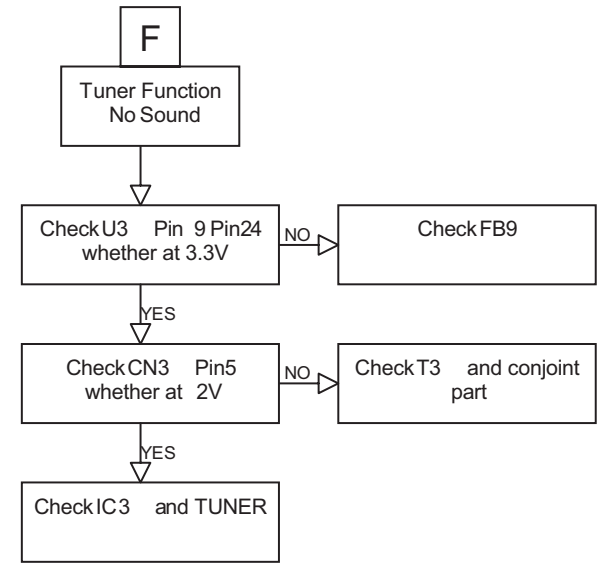 F
Tuner Function
No Sound
Check U3 Pin 9 Pin24
whether at 3.3V
NO
Check FB9
YES
Check CN3 Pin5
whether at 2V
NO
Check T3 and conjoint
part
YES
Check IC3 and TUNER